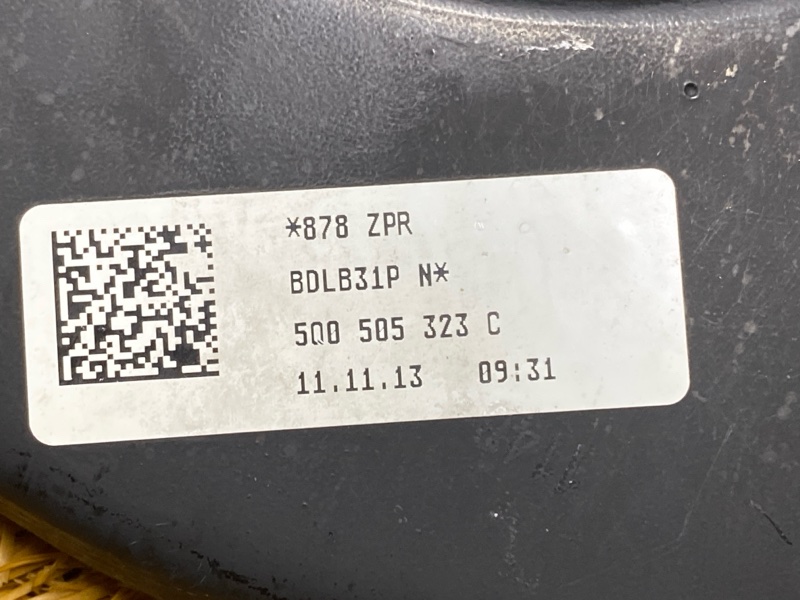 *878 ZPR
BDLB31P N*
5Q0 505 323 C
11.11.13 09:31